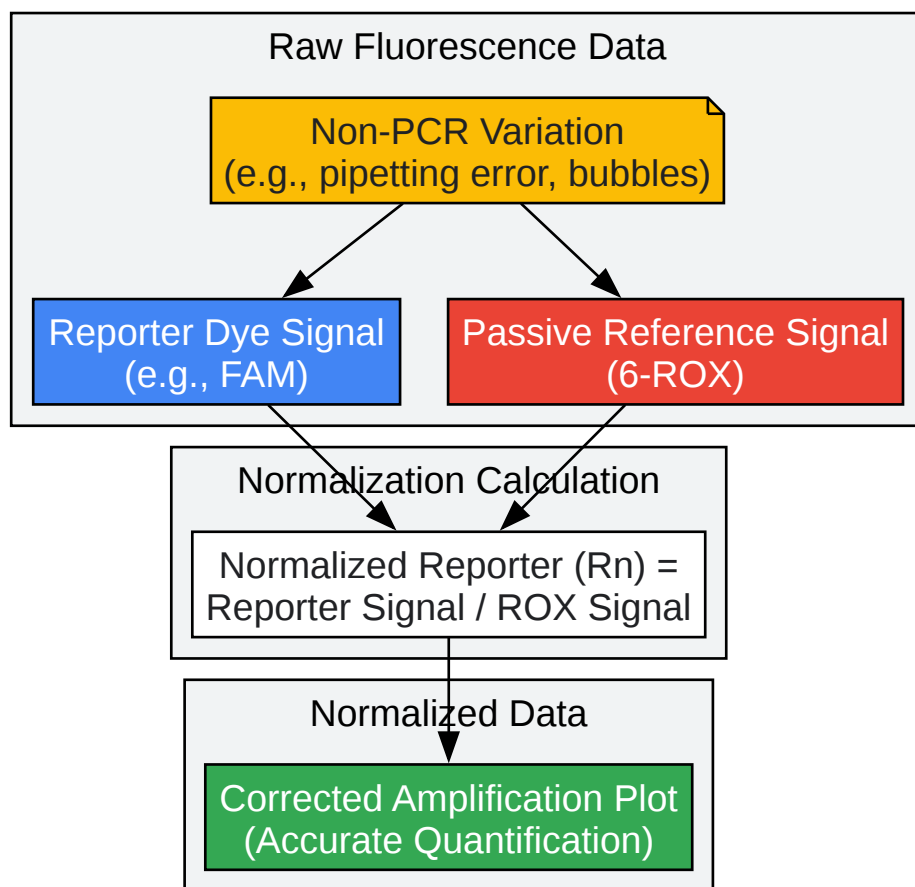 Raw Fluorescence Data
Non-PCR Variation
(e.g., pipetting error, bubbles)
Reporter Dye Signal
(e.g., FAM)
Passive Reference Signal
(6-ROX)
Normalization Calculation
Normalized Reporter (Rn) =
Reporter Signal / ROX Signal
Normalized Data
Corrected Amplification Plot
(Accurate Quantification)